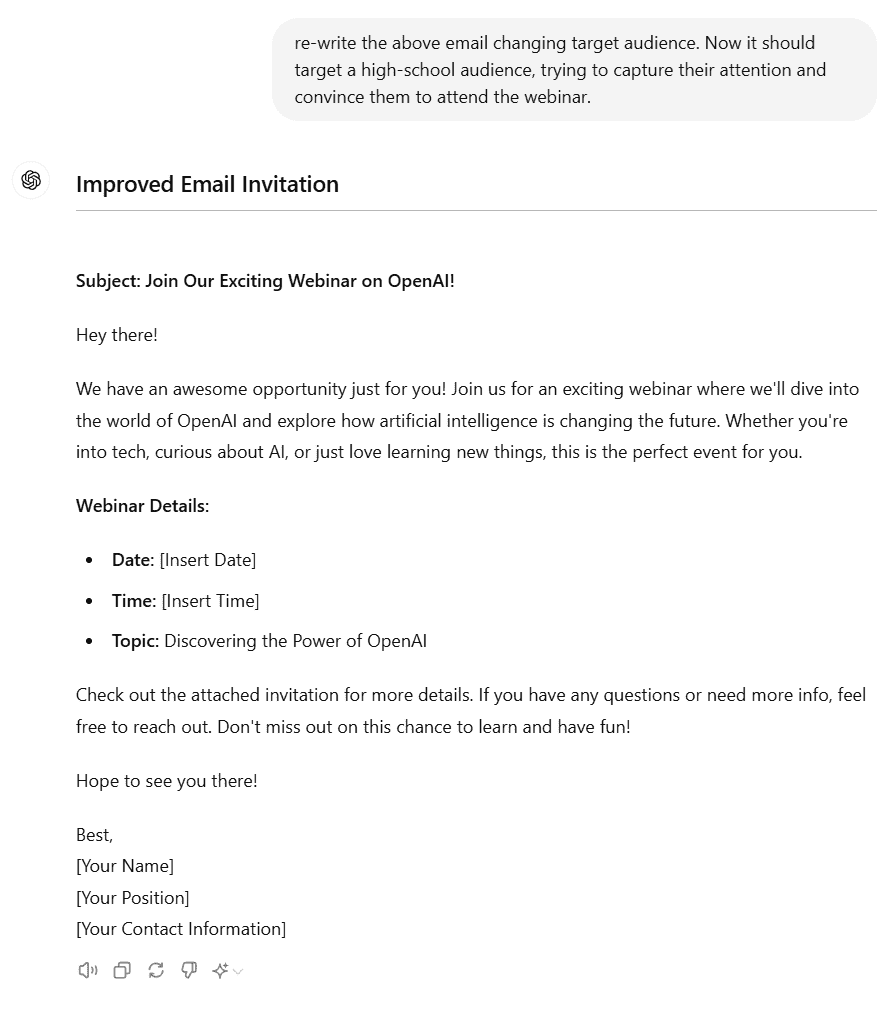 re-write the above email changing target audience. Now it should
target a high-school audience, trying to capture their attention and
convince them to attend the webinar.
Improved Email Invitation
Subject: Join Our Exciting Webinar on OpenAI!
Hey there!
We have an awesome opportunity just for you! Join us for an exciting webinar where we'll dive into
the world of OpenAI and explore how artificial intelligence is changing the future. Whether you're
into tech, curious about AI, or just love learning new things, this is the perfect event for you.
Webinar Details:
• Date: [Insert Date]
• Time: [Insert Time]
• Topic: Discovering the Power of OpenAI
Check out the attached invitation for more details. If you have any questions or need more info, feel
free to reach out. Don't miss out on this chance to learn and have fun!
Hope to see you there!
Best,
[Your Name]
[Your Position]
[Your Contact Information]